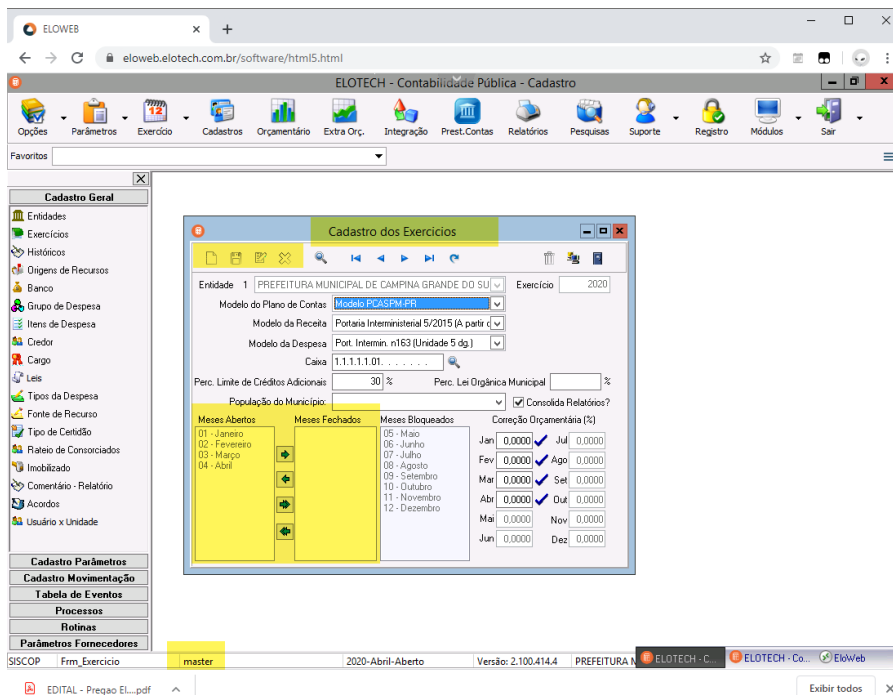 ELOWEB
eloweb.elotech.com.br/software/html5.html
ELOTECH - Contabilidade Pública - Cadastro
Opções Parâmetros Exercício Cadastros Orçamentário Extra Orç. Integração Prest.Contas Relatórios Pesquisas Suporte Registro Módulos Sair
Favoritos
Cadastro Geral
Entidades
Exercícios
Históricos
Origens de Recursos
Banco
Grupo de Despesa
Itens de Despesa
Credor
Cargo
Leis
Tipos da Despesa
Fonte de Recurso
Tipo de Certidão
Rateio de Consorciados
Imobilizado
Comentário - Relatório
Acordos
Usuário x Unidade
Cadastro Parâmetros
Cadastro Movimentação
Tabela de Eventos
Processos
Rotinas
Parâmetros Fornecedores
Cadastro dos Exercicios
Entidade 1 PREFEITURA MUNICIPAL DE CAMPINA GRANDE DO SU Exercício 2020
Modelo do Plano de Contas Modelo PCASPM-PR
Modelo da Receita Portaria Interministerial 5/2015 (A partir d
Modelo da Despesa Port. Intermin. n163 (Unidade 5 dg.)
Caixa 1.1.1.1.1.01. . . . . . .
Perc. Limite de Créditos Adicionais 30 % Perc. Lei Orgânica Municipal %
População do Município: Consolida Relatórios?
Meses Abertos Meses Fechados Meses Bloqueados Correção Orçamentária (%)
01 - Janeiro
02 - Fevereiro
03 - Março
04 - Abril
05 - Maio
06 - Junho
07 - Julho
08 - Agosto
09 - Setembro
10 - Outubro
11 - Novembro
12 - Dezembro
Jan 0,0000 Jul 0,0000
Fev 0,0000 Ago 0,0000
Mar 0,0000 Set 0,0000
Abr 0,0000 Out 0,0000
Mai 0,0000 Nov 0,0000
Jun 0,0000 Dez 0,0000
SISCOP Frm_Exercicio master 2020-Abril-Aberto Versão: 2.100.414.4 PREFEITURA M
ELOTECH - C... ELOTECH - Co... EloWeb
EDITAL - Pregao El....pdf Exibir todos